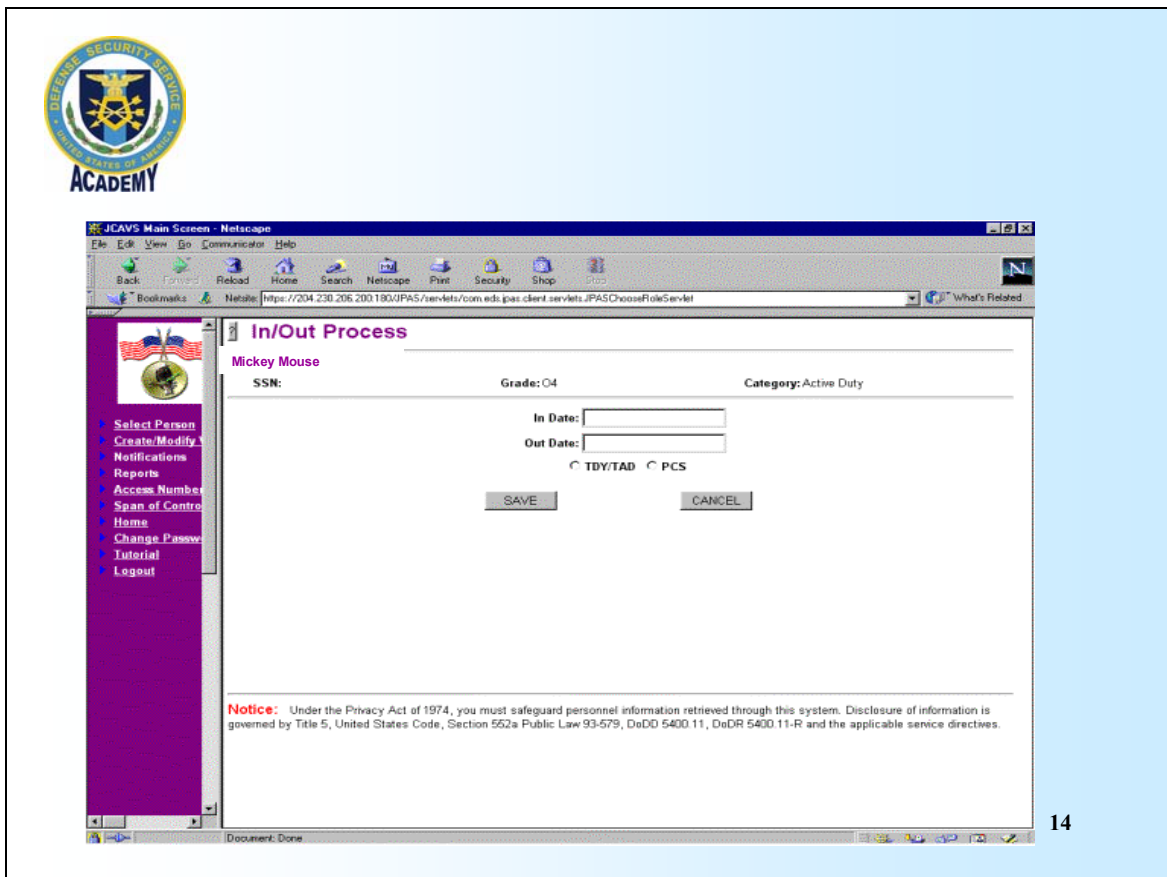 DEFENSE SECURITY SERVICE
UNITED STATES OF AMERICA
ACADEMY
JCAVS Main Screen - Netscape
File Edit View Go Communicator Help
Back Forward Reload Home Search Netscape Print Security Shop Stop
Bookmarks Netsite: https://204.230.206.200:180/JPAS/servlets/com.eds.jpas.client.servlets.JPASChooseRoleServlet What's Related
? In/Out Process
Mickey Mouse
SSN: Grade: O4 Category: Active Duty
In Date:
Out Date:
TDY/TAD PCS
SAVE CANCEL
Select Person
Create/Modify V
Notifications
Reports
Access Number
Span of Contro
Home
Change Passw
Tutorial
Logout
Notice: Under the Privacy Act of 1974, you must safeguard personnel information retrieved through this system. Disclosure of information is
governed by Title 5, United States Code, Section 552a Public Law 93-579, DoDD 5400.11, DoDR 5400.11-R and the applicable service directives.
Document: Done
14